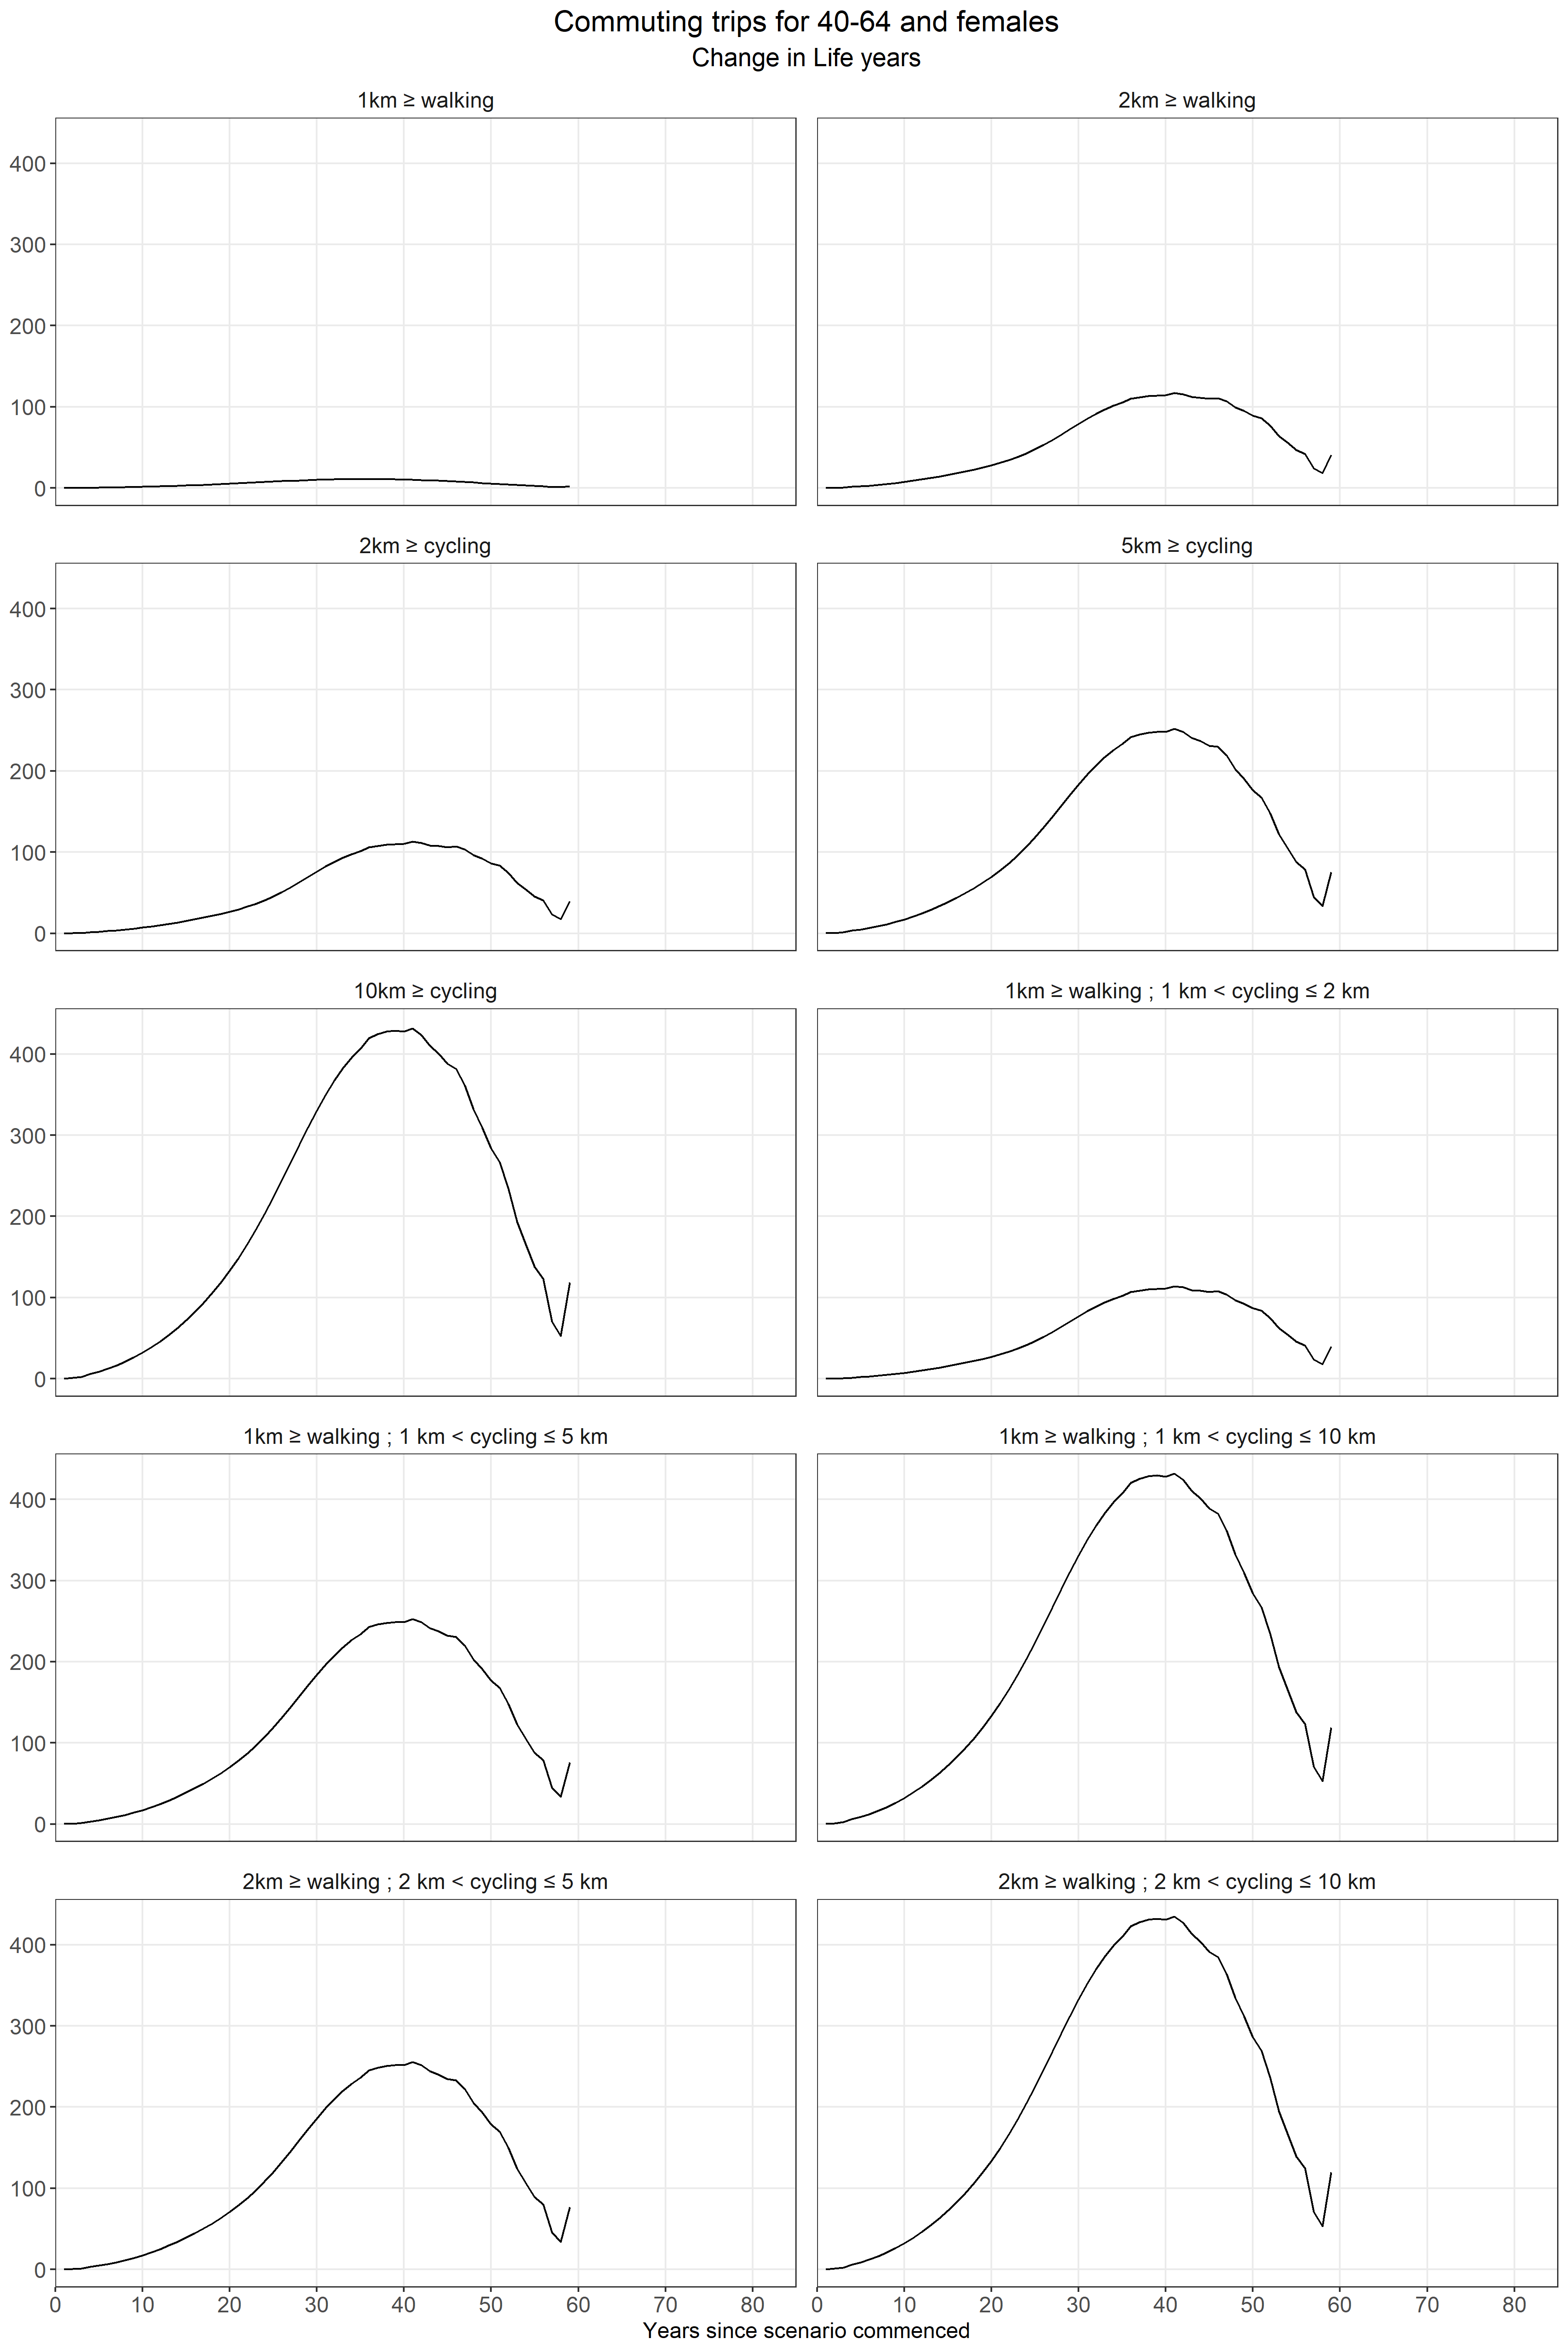 Commuting trips for 40-64 and females
Change in Life years
1km ≥ walking
2km ≥ walking
400
300
200
100
0
2km ≥ cycling
5km ≥ cycling
400
300
200
100
0
10km ≥ cycling
1km ≥ walking ; 1 km < cycling ≤ 2 km
400
300
200
100
0
1km ≥ walking ; 1 km < cycling ≤ 5 km
1km ≥ walking ; 1 km < cycling ≤ 10 km
400
300
200
100
0
2km ≥ walking ; 2 km < cycling ≤ 5 km
2km ≥ walking ; 2 km < cycling ≤ 10 km
400
300
200
100
0
0 10 20 30 40 50 60 70 80
0 10 20 30 40 50 60 70 80
Years since scenario commenced